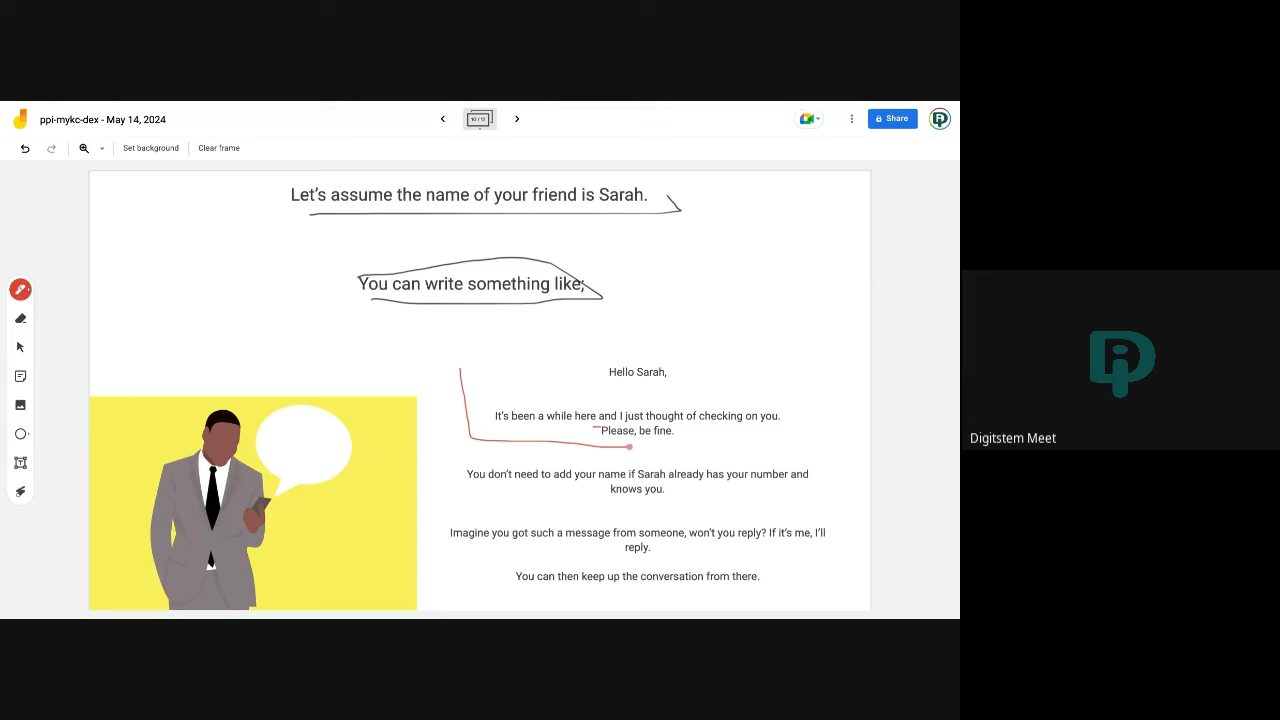 ppi-mykc-dex - May 14, 2024
Share
Set background
Clear frame
Let's assume the name of your friend is Sarah.
You can write something like;
Hello Sarah,
It's been a while here and I just thought of checking on you.
Please, be fine.
You don't need to add your name if Sarah already has your number and
knows you.
Imagine you got such a message from someone, won't you reply? If it's me, I'll
reply.
You can then keep up the conversation from there.
Digitstem Meet